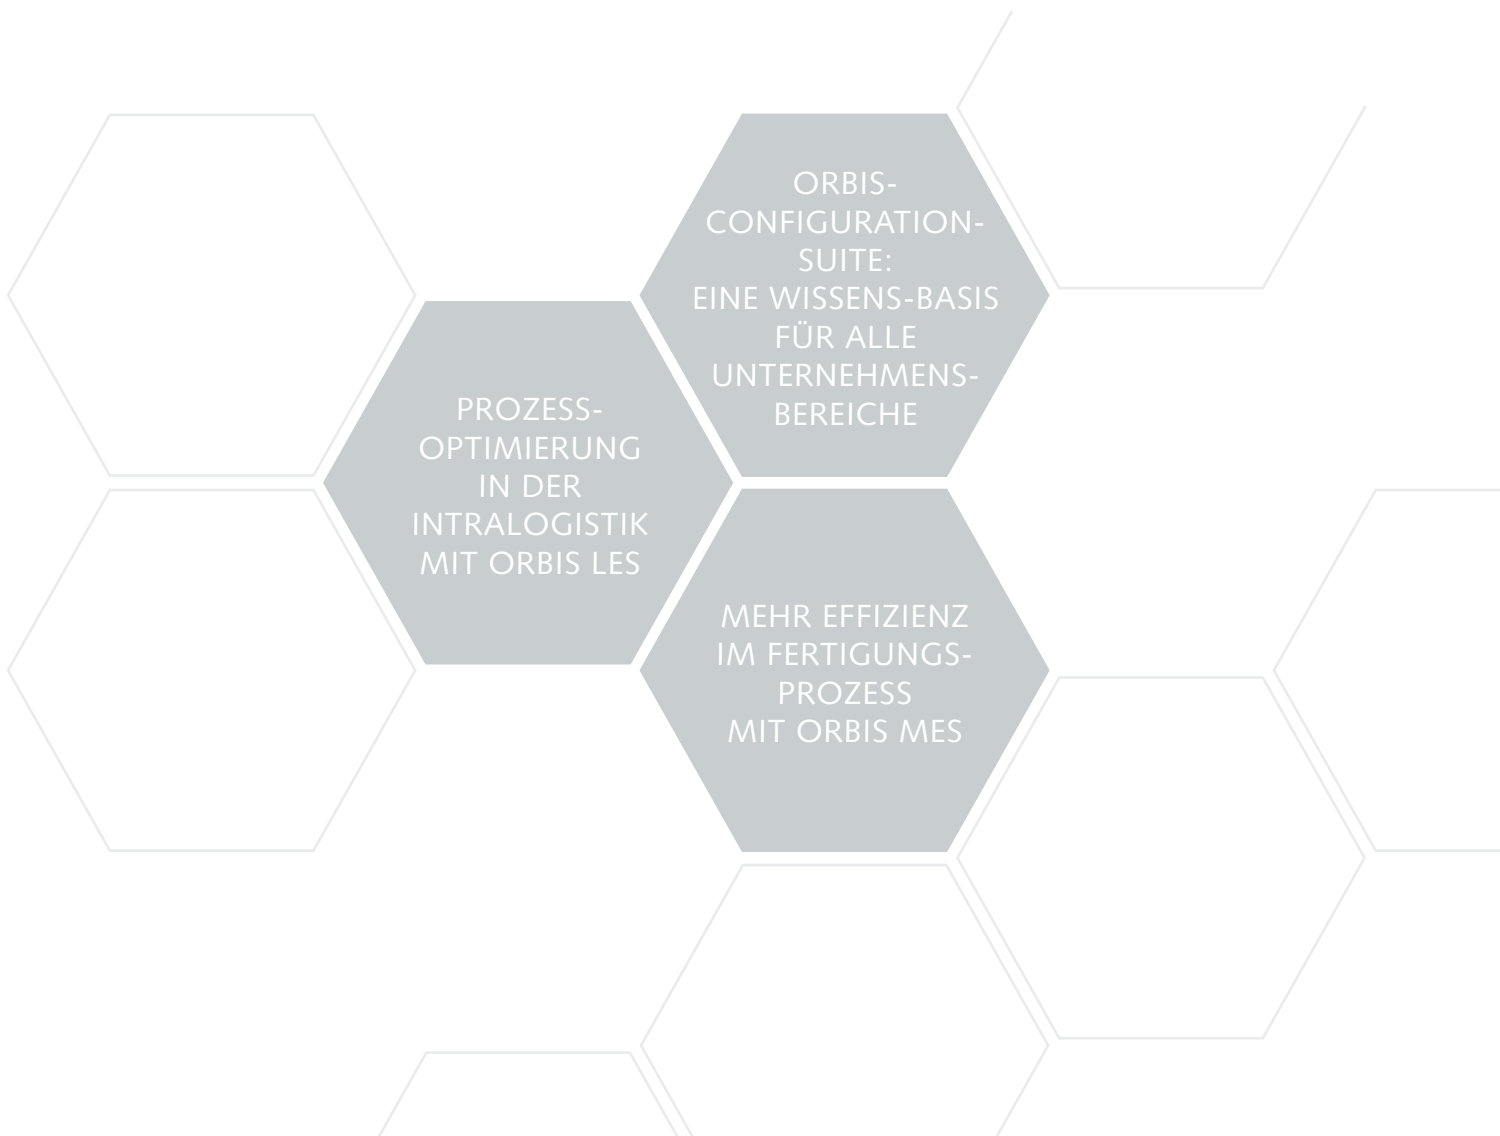 ORBIS-
CONFIGURATION-
SUITE:
EINE WISSENS-BASIS
FÜR ALLE
UNTERNEHMENS-
BEREICHE
PROZESS-
OPTIMIERUNG
IN DER
INTRALOGISTIK
MIT ORBIS LES
MEHR EFFIZIENZ
IM FERTIGUNGS-
PROZESS
MIT ORBIS MES